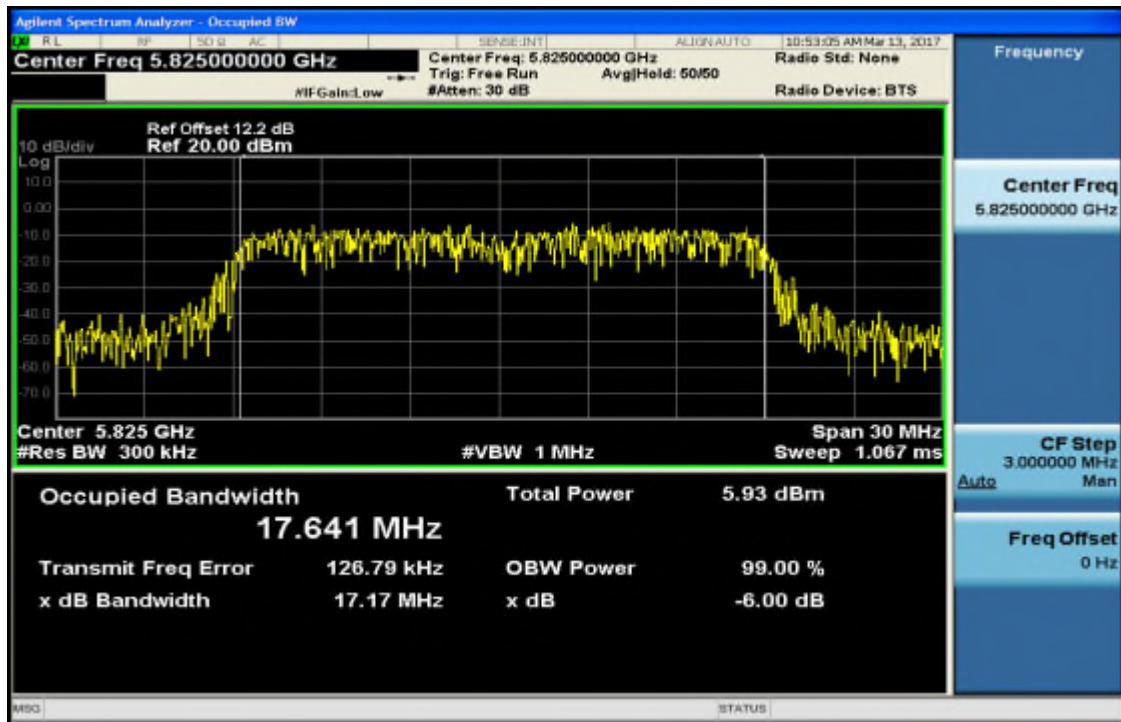 Agilent Spectrum Analyzer - Occupied BW
RL RF 50 Ω AC SENSE:INT ALIGN AUTO 10:53:05 AM Mar 13, 2017
Center Freq 5.825000000 GHz
Center Freq: 5.825000000 GHz
Radio Std: None
Trig: Free Run Avg|Hold: 50/50
#IFGain:Low #Atten: 30 dB
Radio Device: BTS
Ref Offset 12.2 dB
10 dB/div Ref 20.00 dBm
Log
10.0
0.00
-10.0
-20.0
-30.0
-40.0
-50.0
-60.0
-70.0
Center 5.825 GHz Span 30 MHz
#Res BW 300 kHz #VBW 1 MHz Sweep 1.067 ms
Occupied Bandwidth Total Power 5.93 dBm
17.641 MHz
Transmit Freq Error 126.79 kHz OBW Power 99.00 %
x dB Bandwidth 17.17 MHz x dB -6.00 dB
MSG STATUS
Frequency
Center Freq
5.825000000 GHz
CF Step
3.000000 MHz
Auto Man
Freq Offset
0 Hz